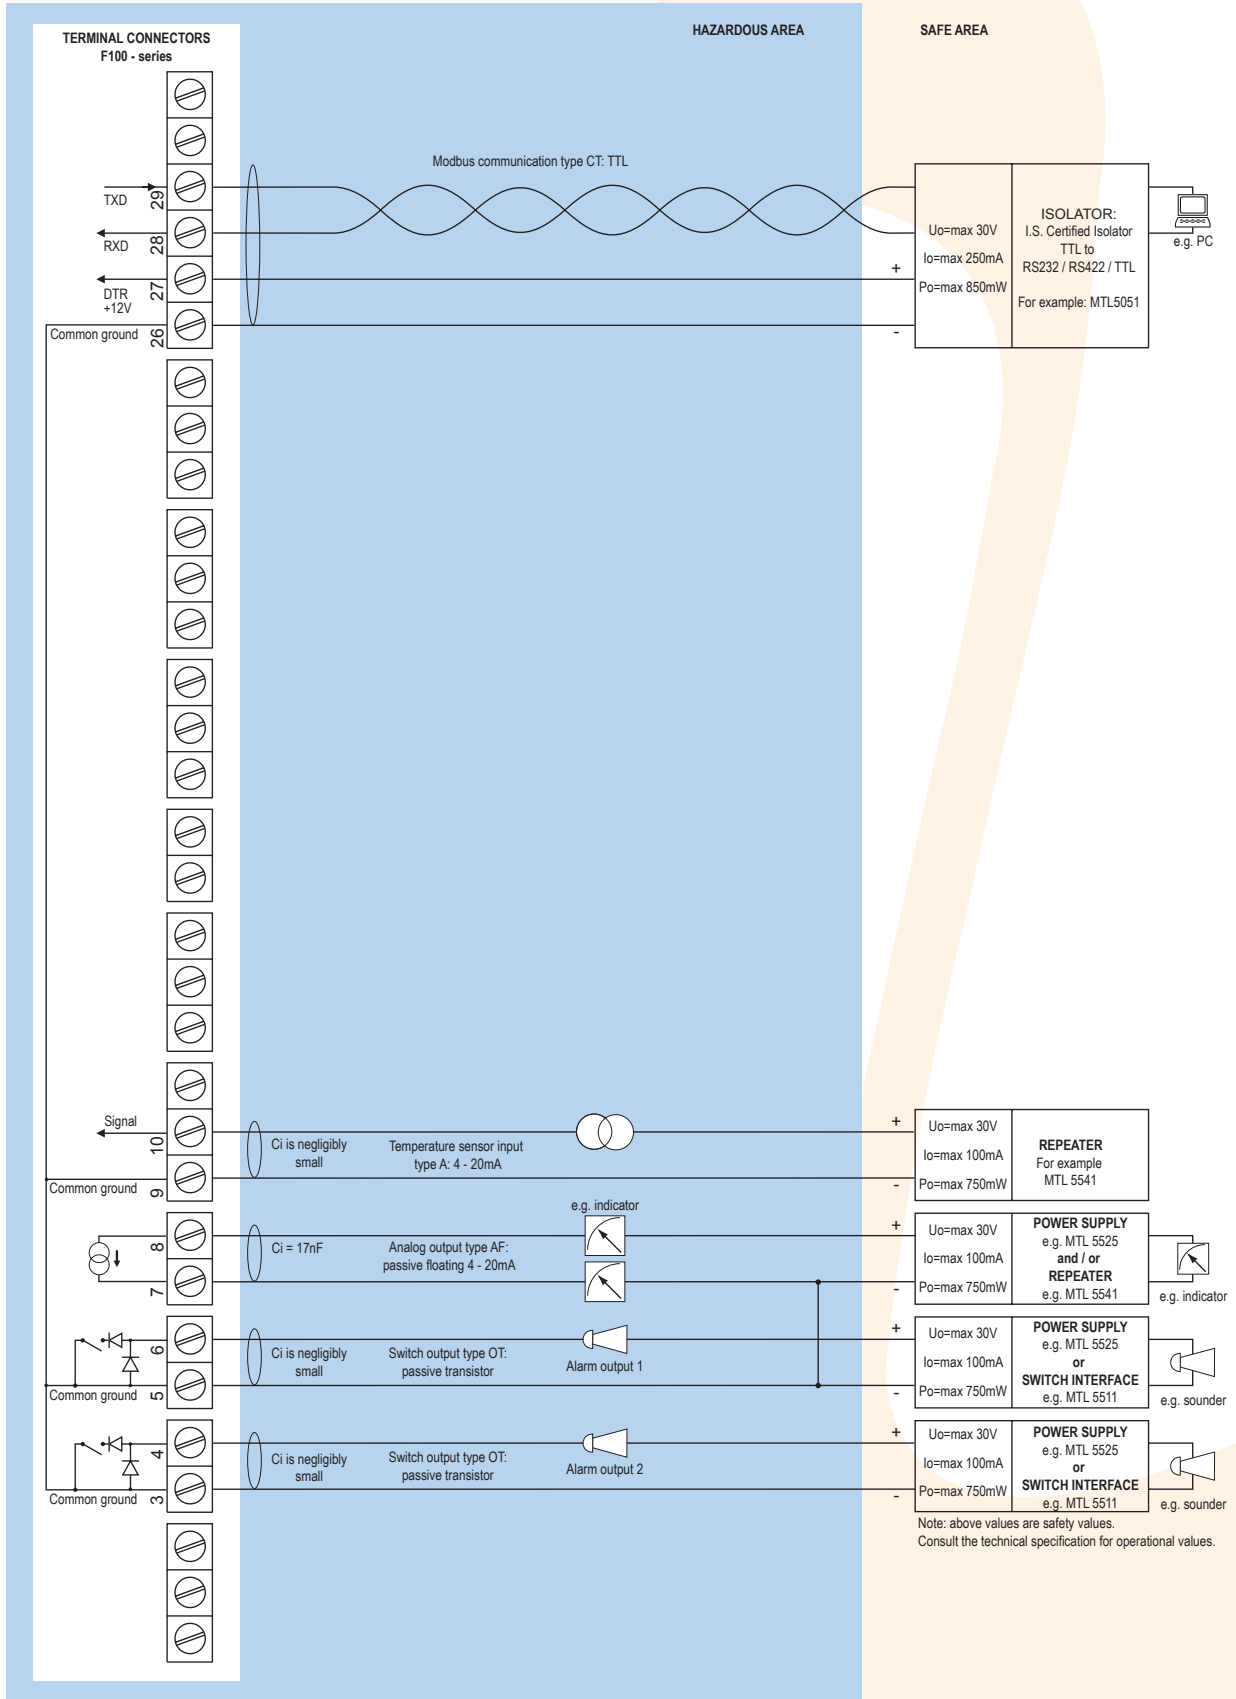 TERMINAL CONNECTORS
F100 - series
HAZARDOUS AREA
SAFE AREA
Modbus communication type CT: TTL
TXD
29
RXD
28
DTR
+12V
27
Common ground
26
+
-
Uo=max 30V
Io=max 250mA
Po=max 850mW
ISOLATOR:
I.S. Certified Isolator
TTL to
RS232 / RS422 / TTL
For example: MTL5051
e.g. PC
Signal
10
Common ground
9
Ci is negligibly
small
Temperature sensor input
type A: 4 - 20mA
+
-
Uo=max 30V
Io=max 100mA
Po=max 750mW
REPEATER
For example
MTL 5541
8
7
Ci = 17nF
Analog output type AF:
passive floating 4 - 20mA
e.g. indicator
+
-
Uo=max 30V
Io=max 100mA
Po=max 750mW
POWER SUPPLY
e.g. MTL 5525
and / or
REPEATER
e.g. MTL 5541
e.g. indicator
6
Common ground
5
Ci is negligibly
small
Switch output type OT:
passive transistor
Alarm output 1
+
-
Uo=max 30V
Io=max 100mA
Po=max 750mW
POWER SUPPLY
e.g. MTL 5525
or
SWITCH INTERFACE
e.g. MTL 5511
e.g. sounder
4
Common ground
3
Ci is negligibly
small
Switch output type OT:
passive transistor
Alarm output 2
+
-
Uo=max 30V
Io=max 100mA
Po=max 750mW
POWER SUPPLY
e.g. MTL 5525
or
SWITCH INTERFACE
e.g. MTL 5511
e.g. sounder
Note: above values are safety values.
Consult the technical specification for operational values.